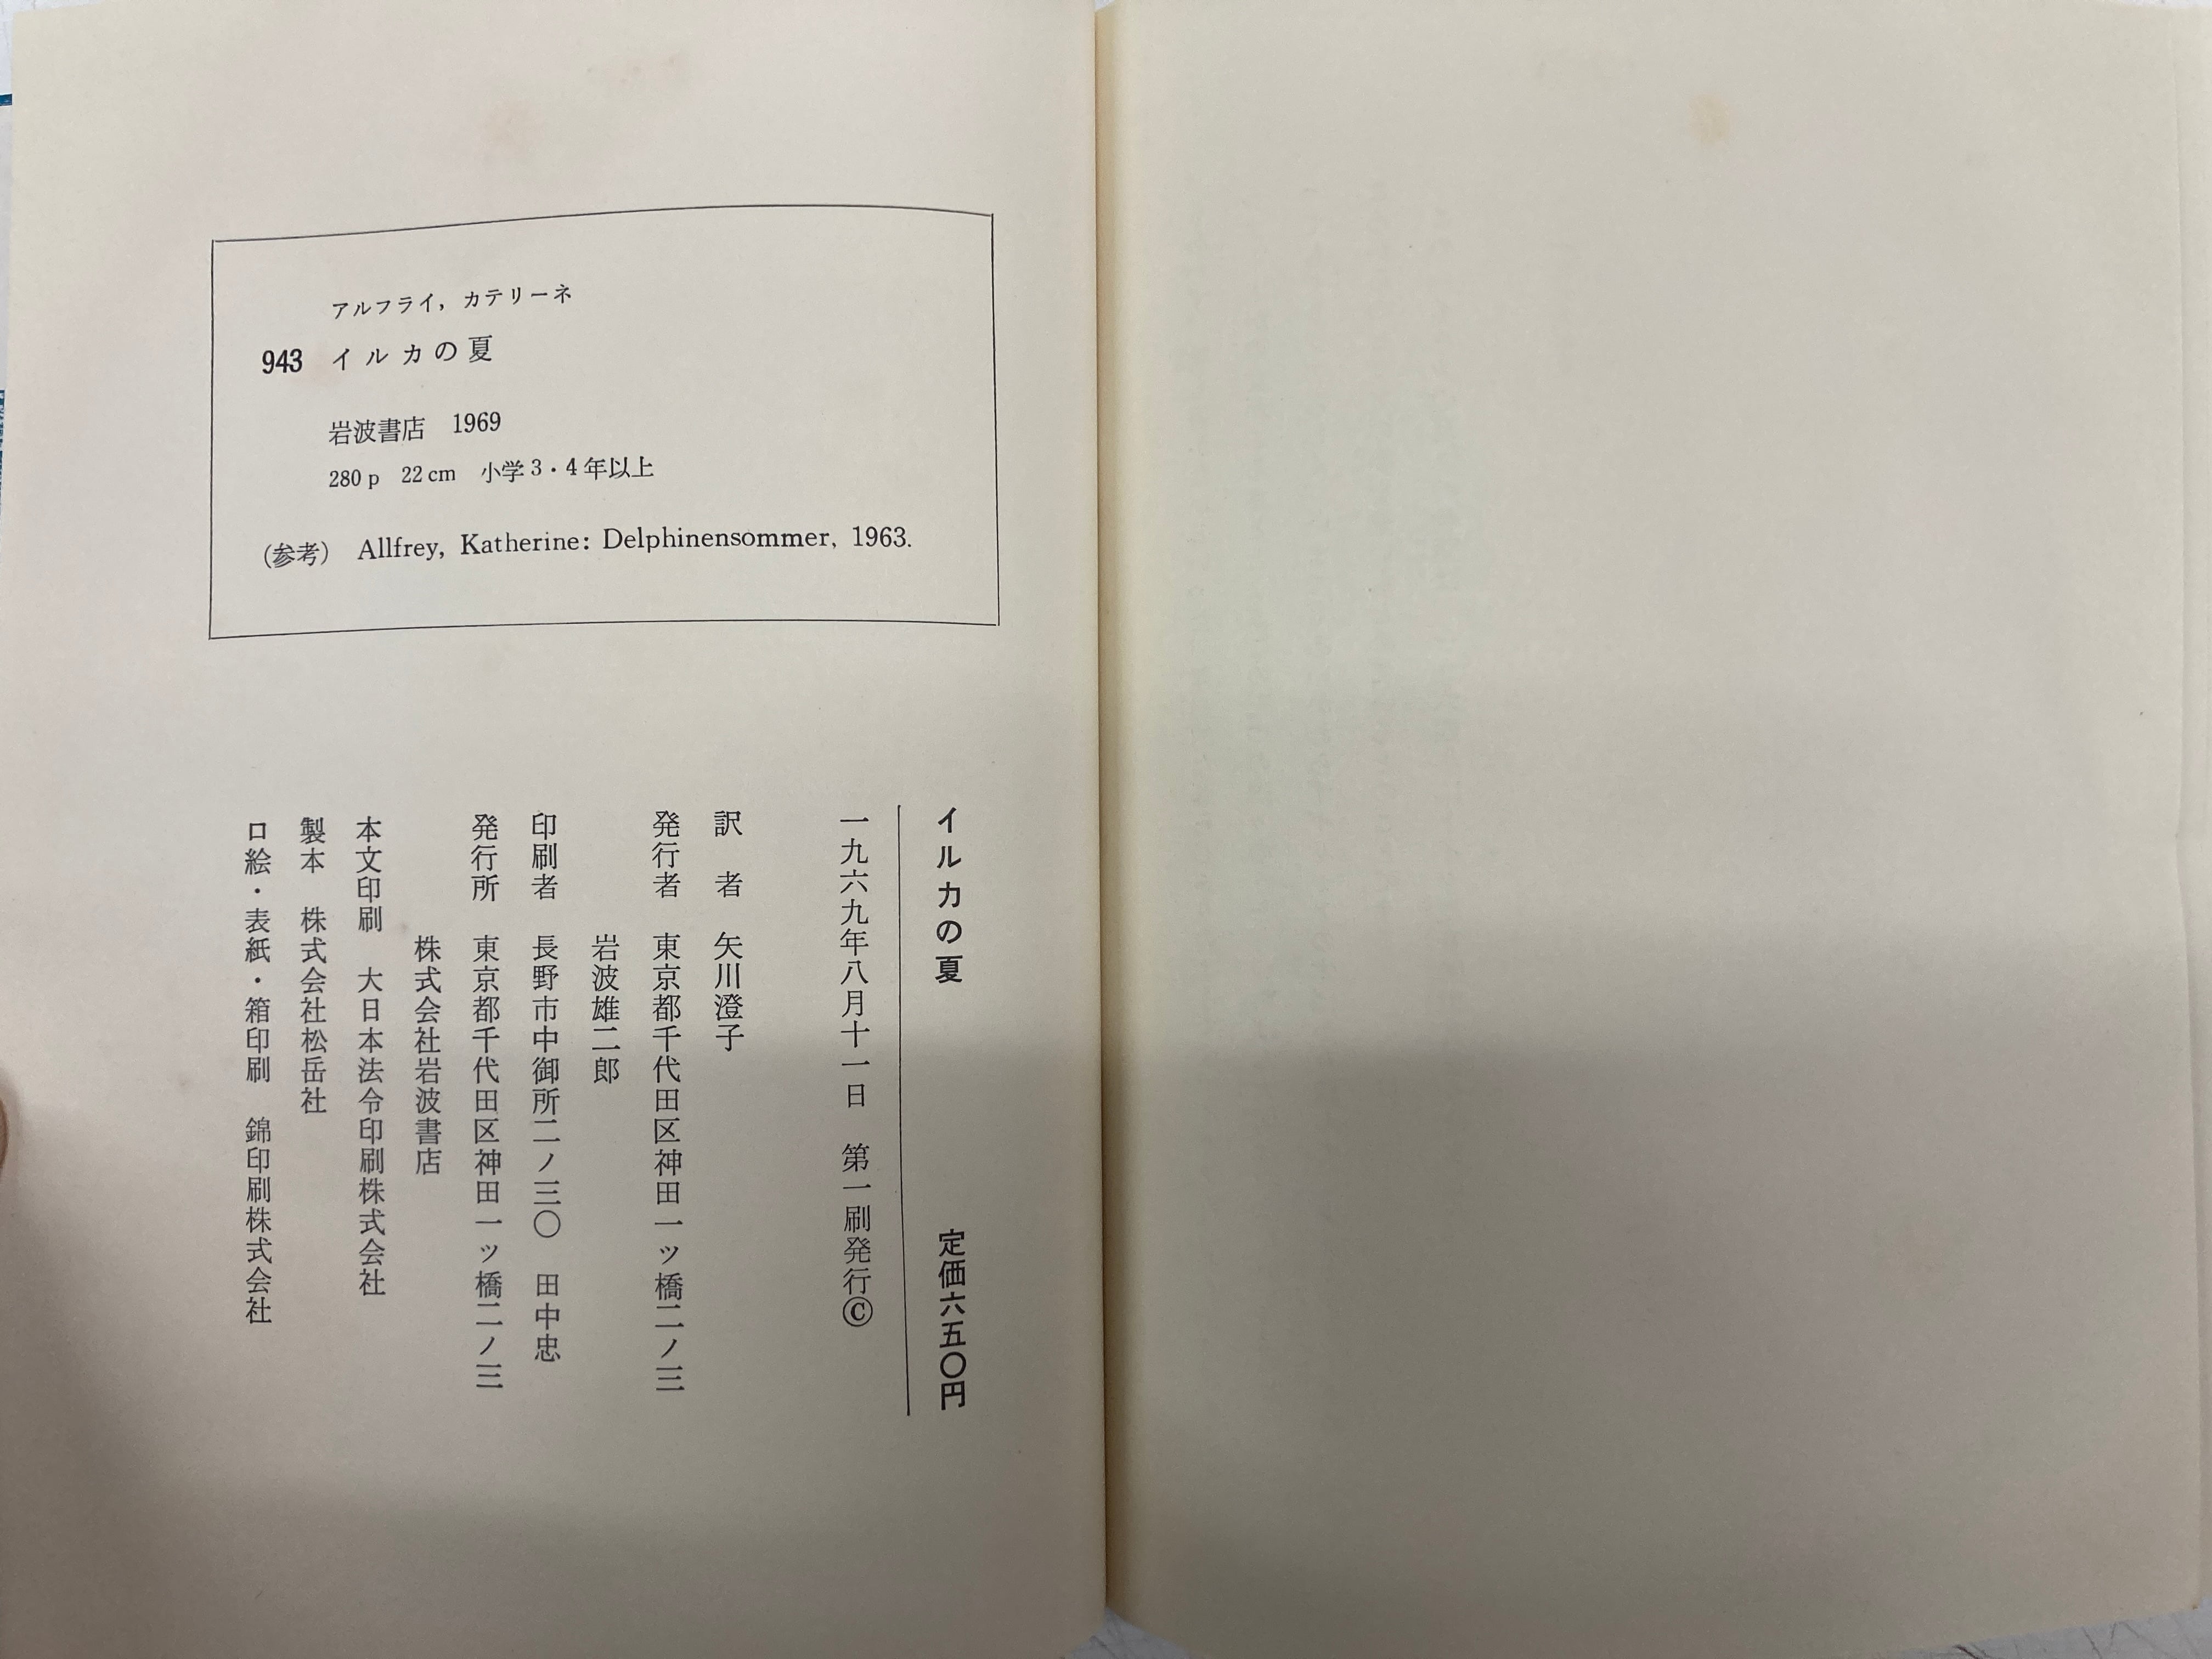 アルフライ, カテリーネ
943 イルカの夏
岩波書店 1969
280 p 22 cm 小学 3・4 年以上
(参考) Allfrey, Katherine: Delphinensommer, 1963.
イルカの夏 定価六五〇円
一九六九年八月十一日 第一刷発行©
訳者 矢川澄子
発行者 東京都千代田区神田一ッ橋二ノ三
岩波雄二郎
印刷者 長野市中御所二ノ三〇 田中忠
発行所 東京都千代田区神田一ッ橋二ノ三
株式会社岩波書店
本文印刷 大日本法令印刷株式会社
製本 株式会社松岳社
口絵・表紙・箱印刷 錦印刷株式会社